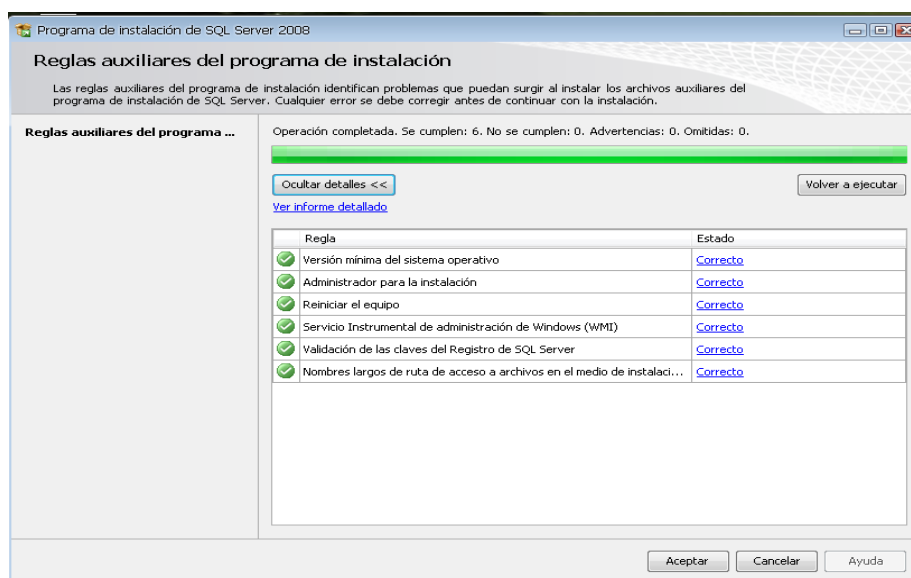 Programa de instalación de SQL Server 2008
Reglas auxiliares del programa de instalación
Las reglas auxiliares del programa de instalación identifican problemas que puedan surgir al instalar los archivos auxiliares del
programa de instalación de SQL Server. Cualquier error se debe corregir antes de continuar con la instalación.
Reglas auxiliares del programa ...
Operación completada. Se cumplen: 6. No se cumplen: 0. Advertencias: 0. Omitidas: 0.
Ocultar detalles <<
Volver a ejecutar
Ver informe detallado
Regla Estado
Versión mínima del sistema operativo Correcto
Administrador para la instalación Correcto
Reiniciar el equipo Correcto
Servicio Instrumental de administración de Windows (WMI) Correcto
Validación de las claves del Registro de SQL Server Correcto
Nombres largos de ruta de acceso a archivos en el medio de instalaci... Correcto
Aceptar Cancelar Ayuda